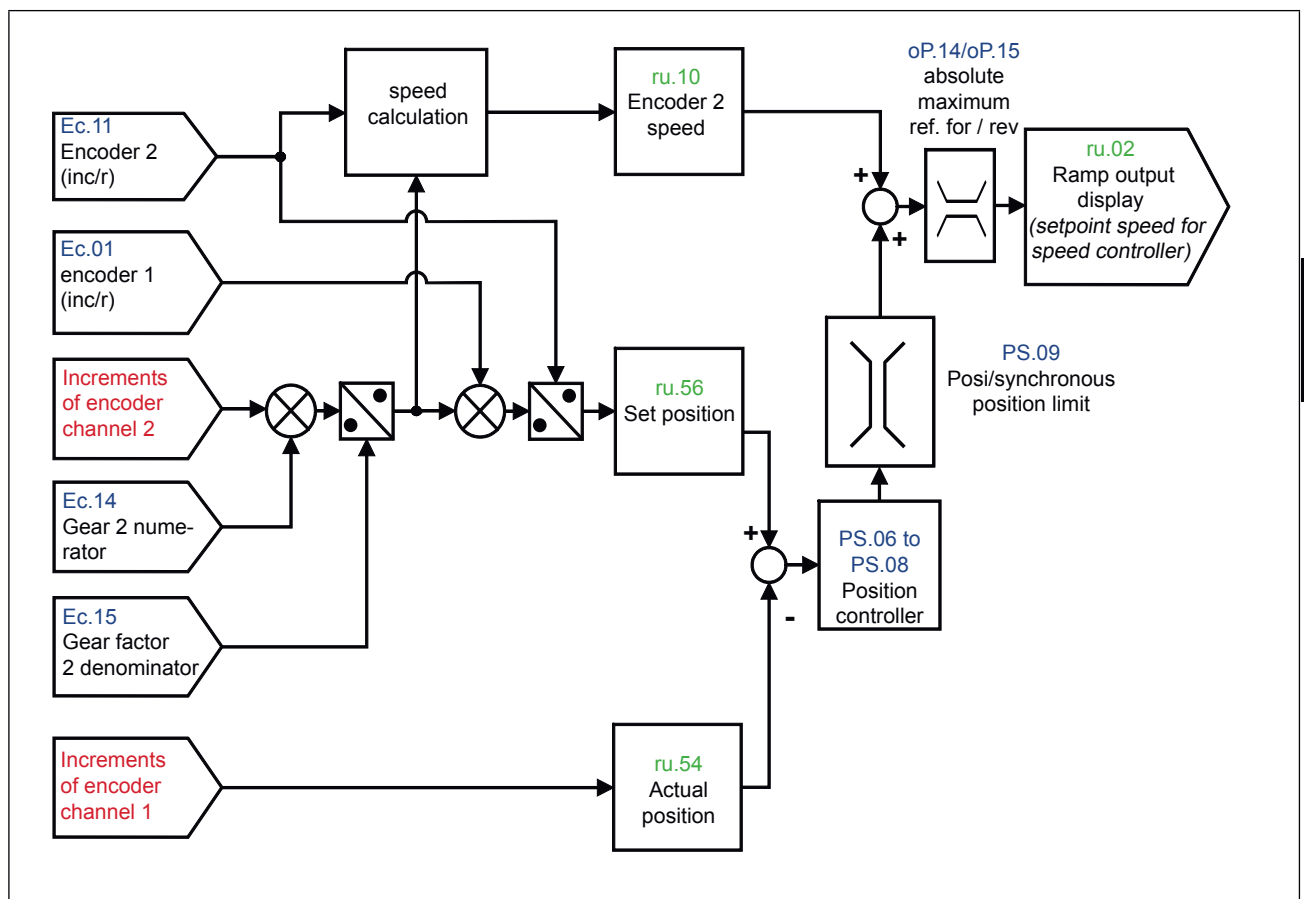 Ec.11
Encoder 2
(inc/r)
speed
calculation
ru.10
Encoder 2
speed
oP.14/oP.15
absolute
maximum
ref. for / rev
ru.02
Ramp output
display
(setpoint speed for
speed controller)
+
+
Ec.01
encoder 1
(inc/r)
Increments
of encoder
channel 2
ru.56
Set position
PS.09
Posi/synchronous
position limit
Ec.14
Gear 2 nume-
rator
+
-
PS.06 to
PS.08
Position
controller
Ec.15
Gear factor
2 denominator
Increments
of encoder
channel 1
ru.54
Actual
position